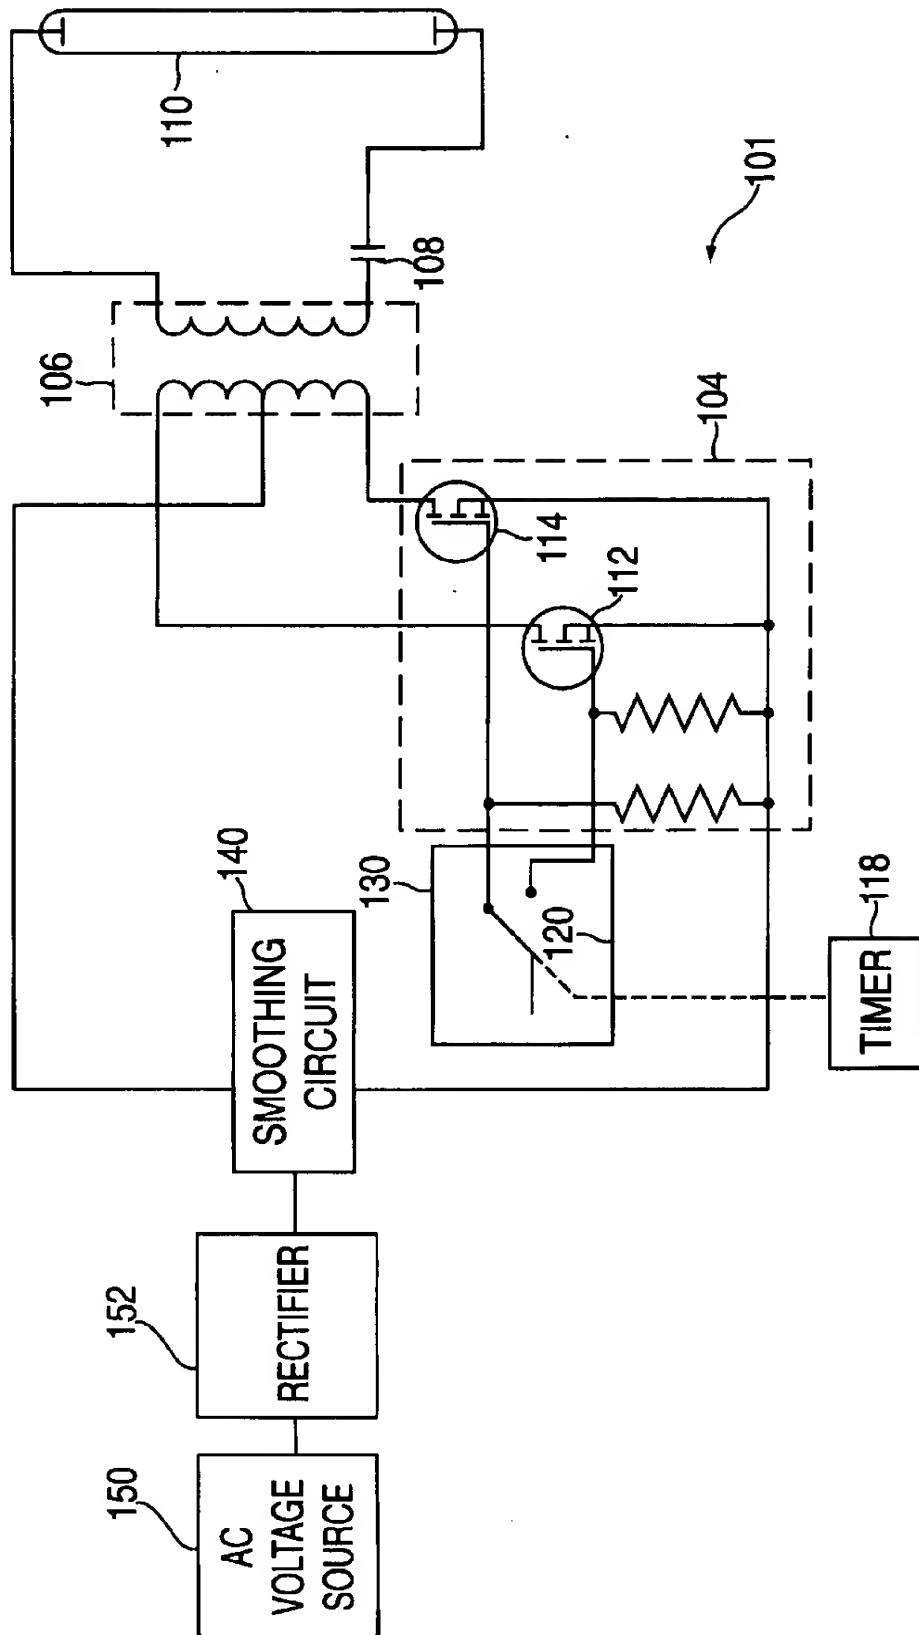 150
AC
VOLTAGE
SOURCE
152
RECTIFIER
140
SMOOTHING
CIRCUIT
106
108
110
101
104
114
112
130
120
118
TIMER